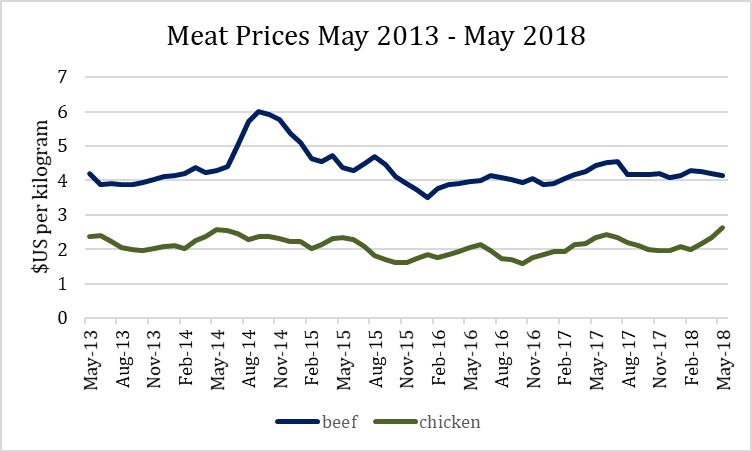 Meat Prices May 2013 - May 2018
$US per kilogram
7
6
5
4
3
2
1
0
May-13
Aug-13
Nov-13
Feb-14
May-14
Aug-14
Nov-14
Feb-15
May-15
Aug-15
Nov-15
Feb-16
May-16
Aug-16
Nov-16
Feb-17
May-17
Aug-17
Nov-17
Feb-18
May-18
beef chicken